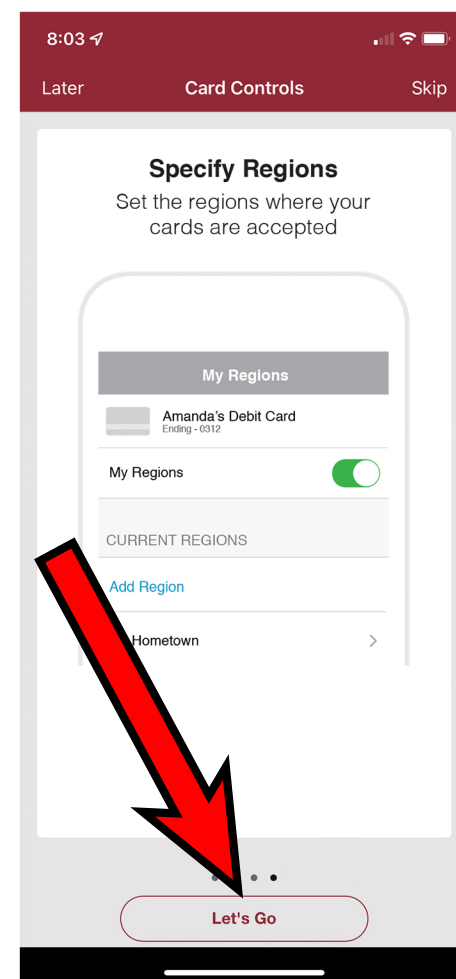 8:03
Later Card Controls Skip
Specify Regions
Set the regions where your
cards are accepted
My Regions
Amanda's Debit Card
Ending - 0312
My Regions
CURRENT REGIONS
Add Region
Hometown
Let's Go